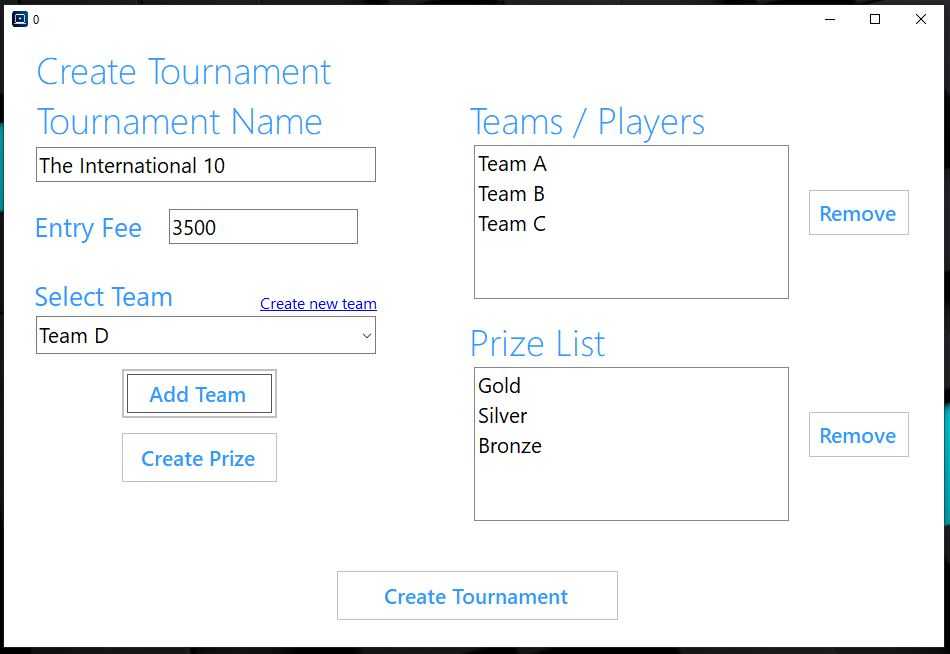 0
Create Tournament
Tournament Name
The International 10
Entry Fee
3500
Select Team
Create new team
Team D
Add Team
Create Prize
Teams / Players
Team A
Team B
Team C
Remove
Prize List
Gold
Silver
Bronze
Remove
Create Tournament